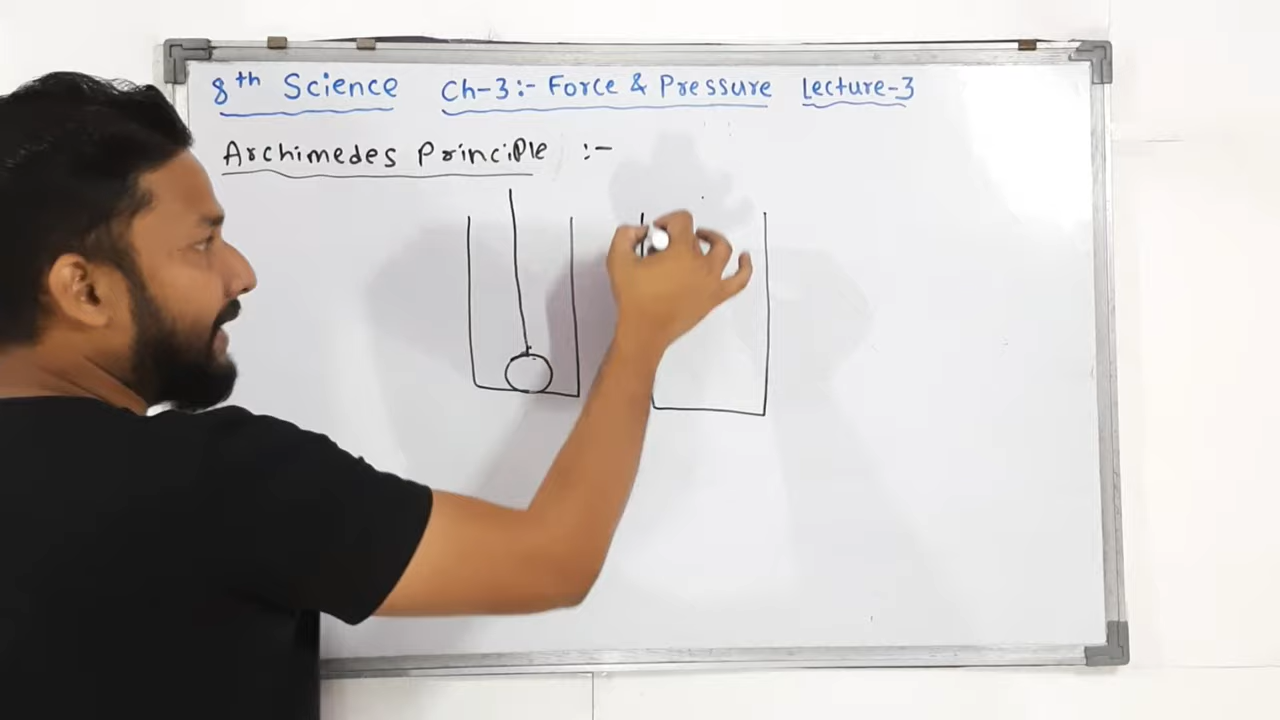 8th Science Ch-3:- Force & Pressure Lecture-3
Archimedes Principle :-